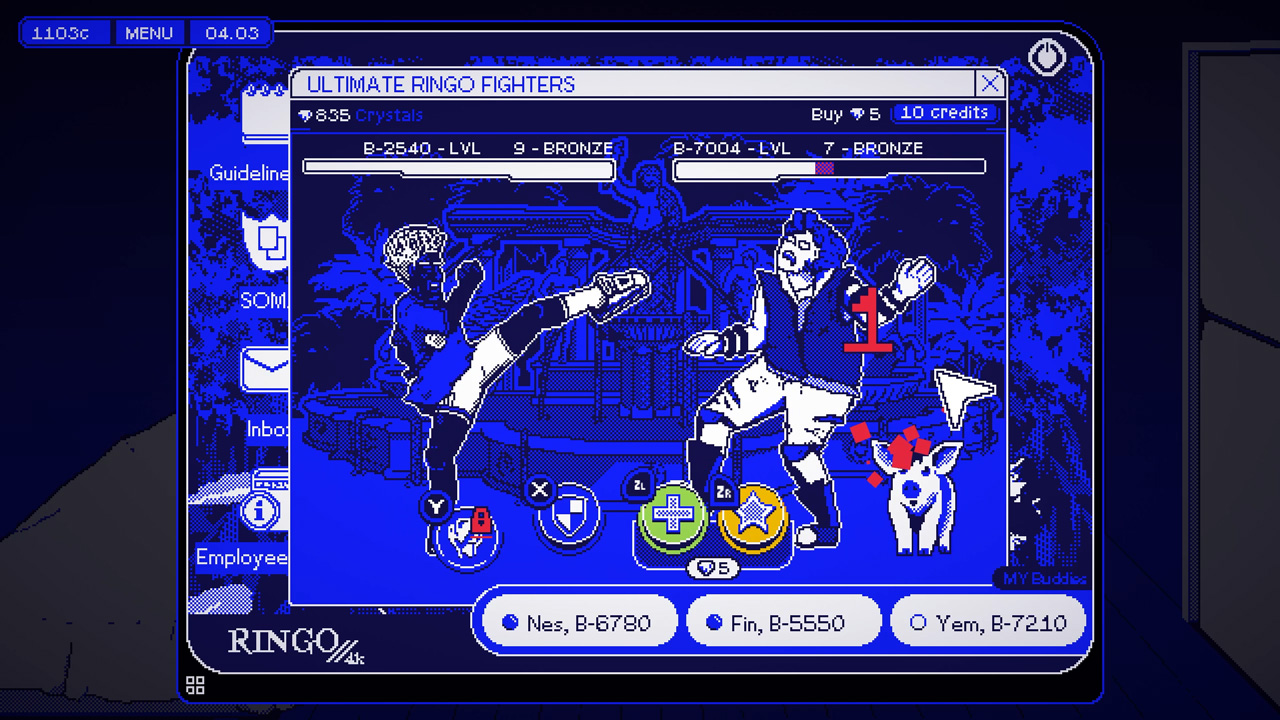 1103c MENU 04.03
ULTIMATE RINGO FIGHTERS
835 Crystals Buy 5 10 credits
B-2540 - LVL 9 - BRONZE B-7004 - LVL 7 - BRONZE
Guideline
SOM
1
Inbo
Y X ZL ZR
5
Employee
MY Buddies
Nes, B-6780 Fin, B-5550 Yem, B-7210
RINGO//4k